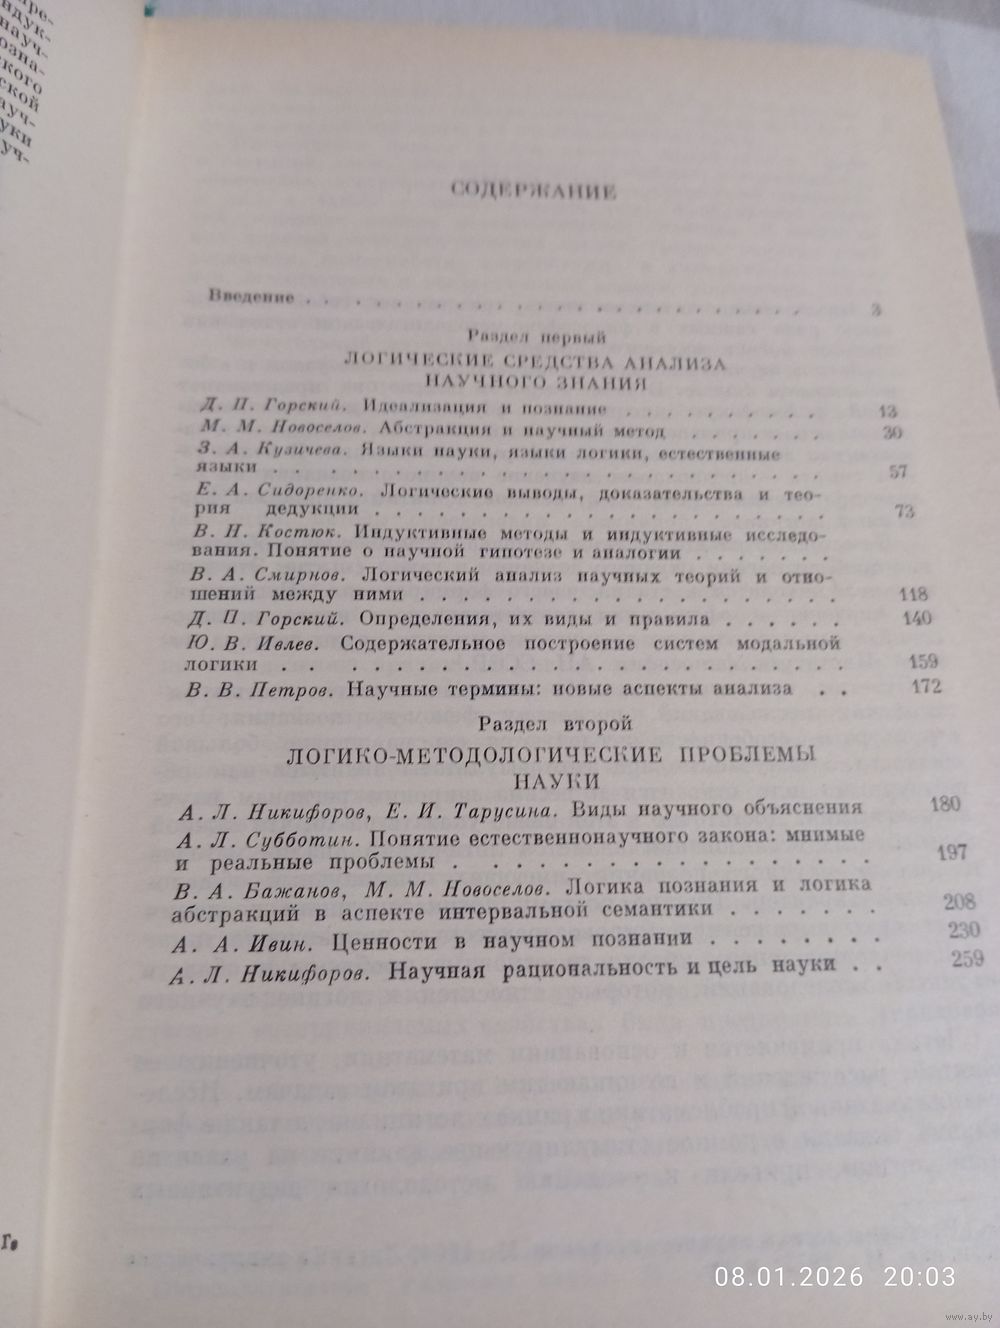 СОДЕРЖАНИЕ
Введение . . . . . . . . . . . . . . . . . . . . . . . . 3
Раздел первый
ЛОГИЧЕСКИЕ СРЕДСТВА АНАЛИЗА
НАУЧНОГО ЗНАНИЯ
Д. П. Горский. Идеализация и познание . . . . . . . . . . 13
М. М. Новоселов. Абстракция и научный метод . . . . . . . 30
З. А. Кузичева. Языки науки, языки логики, естественные
языки . . . . . . . . . . . . . . . . . . . . . . . . 57
Е. А. Сидоренко. Логические выводы, доказательства и тео-
рия дедукции . . . . . . . . . . . . . . . . . . . . . 73
В. Н. Костюк. Индуктивные методы и индуктивные исследо-
вания. Понятие о научной гипотезе и аналогии . . . . . . .
В. А. Смирнов. Логический анализ научных теорий и отно-
шений между ними . . . . . . . . . . . . . . . . . 118
Д. П. Горский. Определения, их виды и правила . . . . . . 140
Ю. В. Ивлев. Содержательное построение систем модальной
логики . . . . . . . . . . . . . . . . . . . . . 159
В. В. Петров. Научные термины: новые аспекты анализа . . 172
Раздел второй
ЛОГИКО-МЕТОДОЛОГИЧЕСКИЕ ПРОБЛЕМЫ
НАУКИ
А. Л. Никифоров, Е. И. Тарусина. Виды научного объяснения 180
А. Л. Субботин. Понятие естественнонаучного закона: мнимые
и реальные проблемы . . . . . . . . . . . . . . . . . 197
В. А. Бажанов, М. М. Новоселов. Логика познания и логика
абстракций в аспекте интервальной семантики . . . . . . . 208
А. А. Ивин. Ценности в научном познании . . . . . . . . 230
А. Л. Никифоров. Научная рациональность и цель науки . . 259
08.01.2026 20:03
www.ay.by